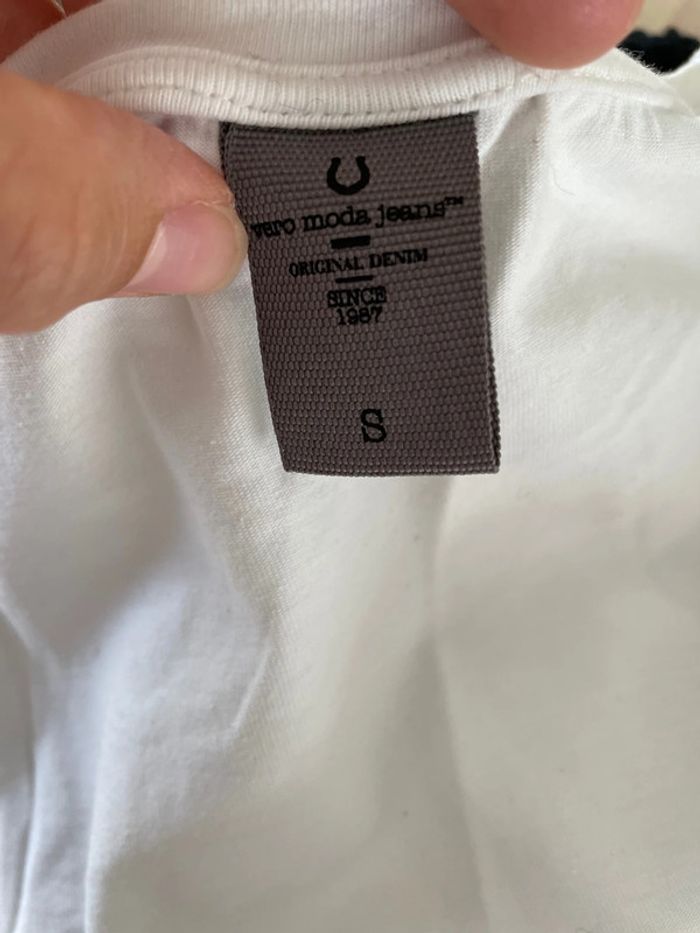 vero moda jeans™
ORIGINAL DENIM
SINCE
1987
S